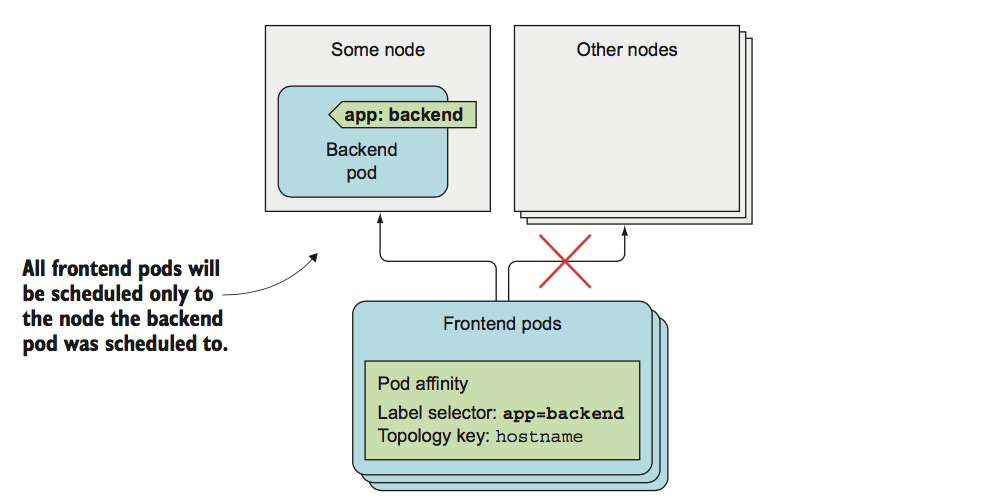 Some node
Other nodes
app: backend
Backend
pod
All frontend pods will
be scheduled only to
the node the backend
pod was scheduled to.
Frontend pods
Pod affinity
Label selector: app=backend
Topology key: hostname